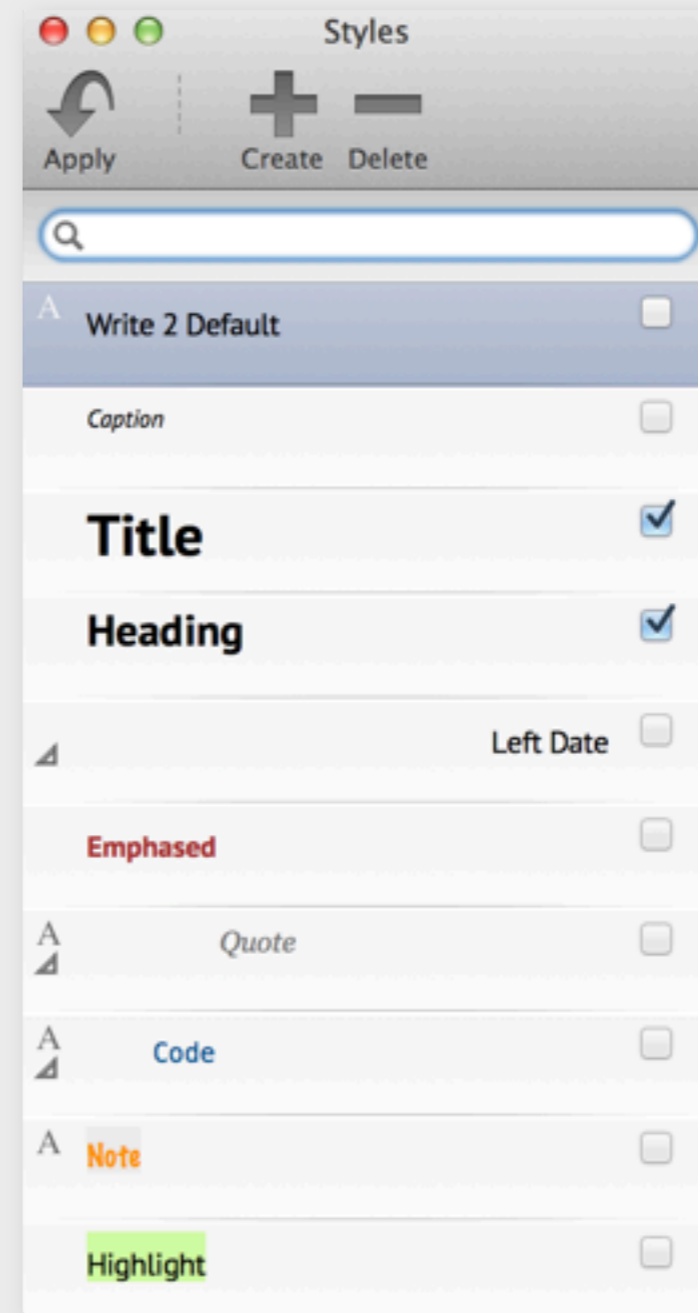 Styles
Apply
Create Delete
A
Write 2 Default
Caption
Title
Heading
Left Date
Emphased
A
Quote
A
Code
A
Note
Highlight